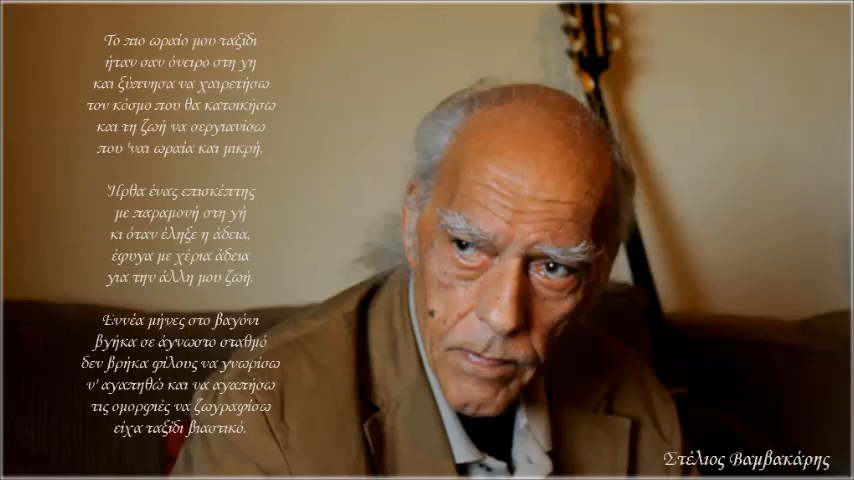 Το πιο ωραίο μου ταξίδι
ήταν σαν όνειρο στη γη
και ξύπνησα να χαιρετήσω
τον κόσμο που θα κατοικήσω
και τη ζωή να σεργιανίσω
που 'ναι ωραία και μικρή.
Ήρθα ένας επισκέπτης
με παραμονή στη γή
κι όταν έληξε η άδεια,
έφυγα με χέρια άδεια
για την άλλη μου ζωή.
Εννέα μήνες στο βαγόνι
βγήκα σε άγνωστο σταθμό
δεν βρήκα φίλους να γνωρίσω
ν' αγαπηθώ και να αγαπήσω
τις ομορφιές να ζωγραφίσω
είχα ταξίδι βιαστικό.
Στέλιος Βαμβακάρης